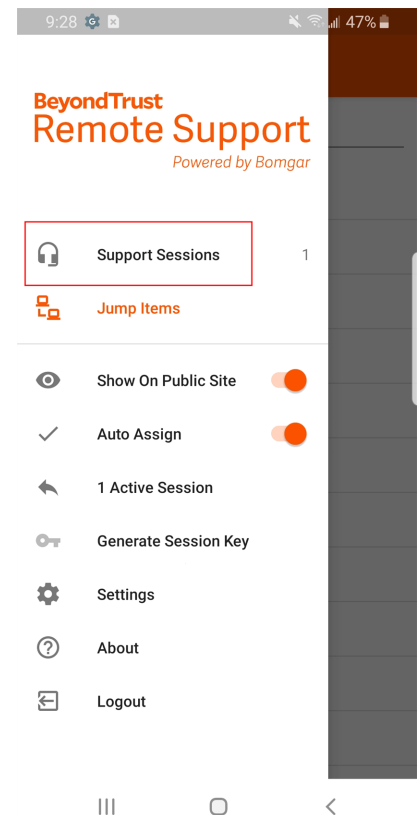 9:28 47%
BeyondTrust
Remote Support
Powered by Bomgar
Support Sessions 1
Jump Items
Show On Public Site
Auto Assign
1 Active Session
Generate Session Key
Settings
About
Logout